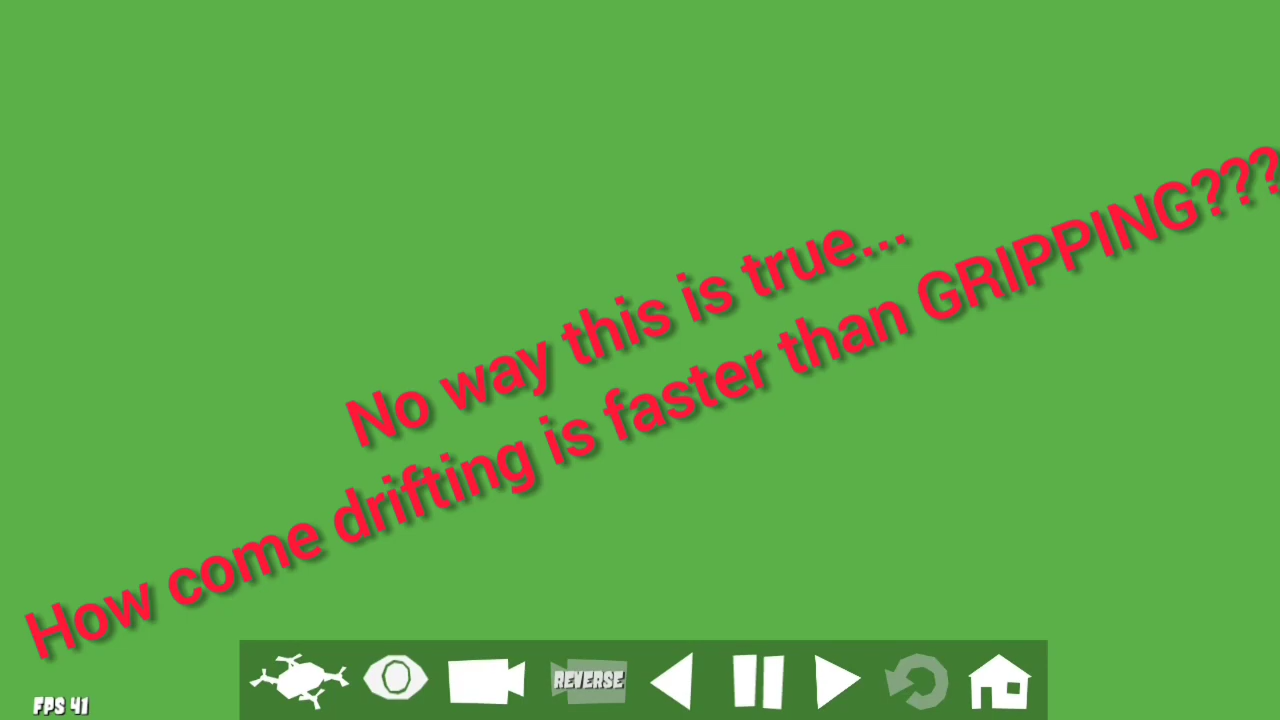 No way this is true...
How come drifting is faster than GRIPPING???
REVERSE
FPS 41